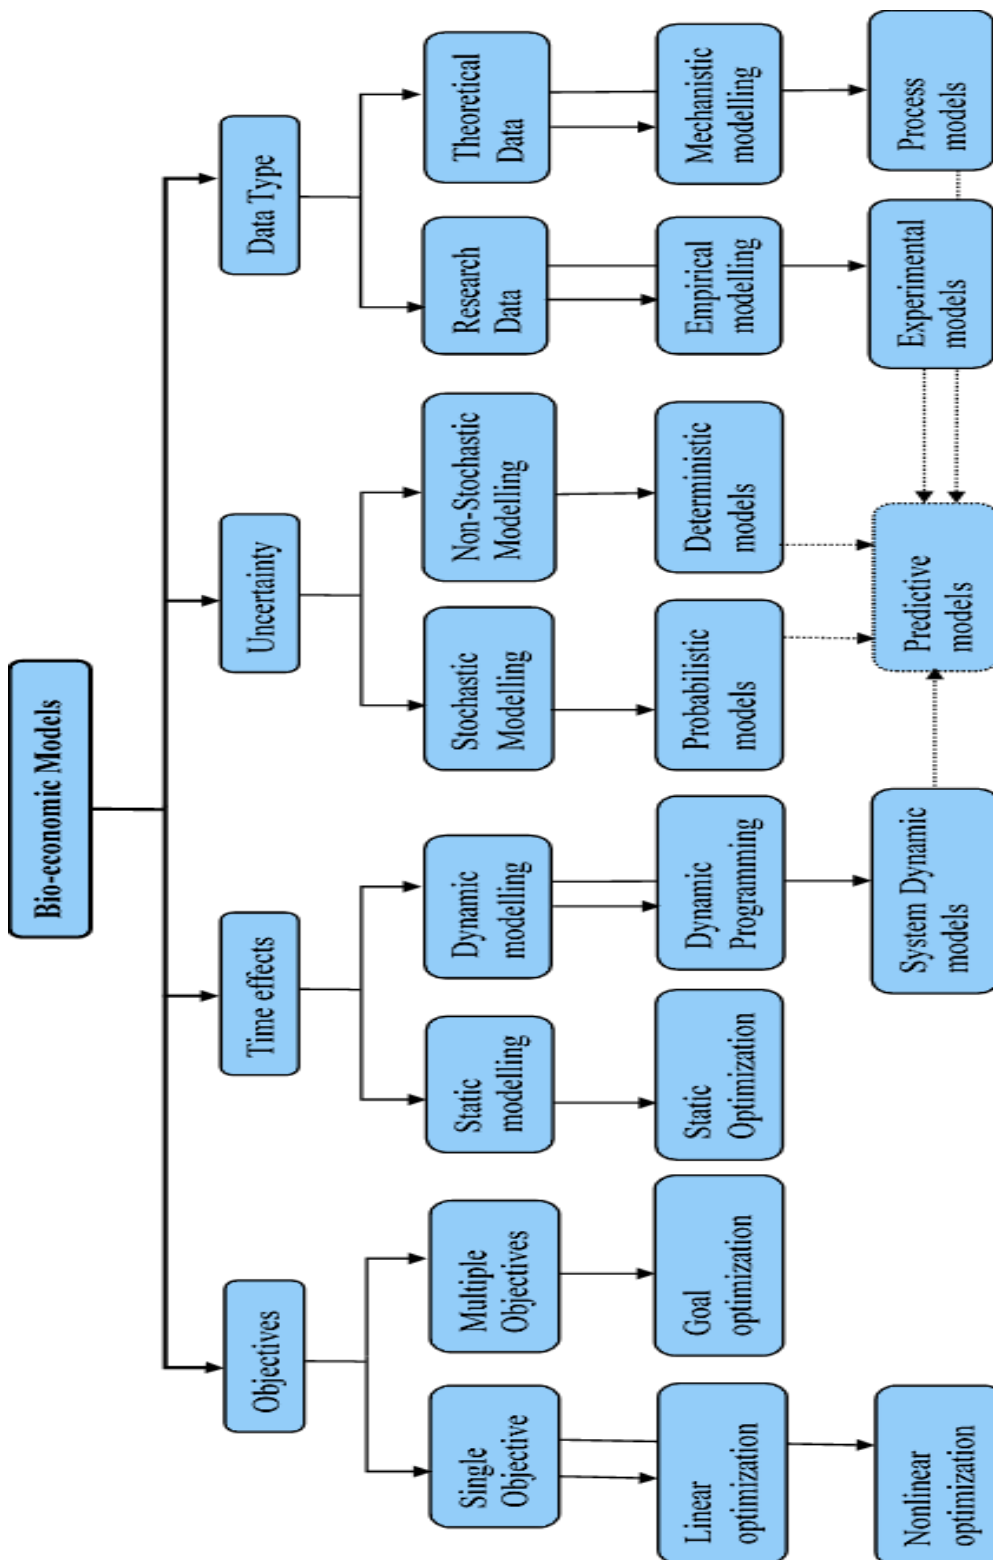 Bio-economic Models
Objectives
Time effects
Uncertainty
Data Type
Single
Objective
Multiple
Objectives
Static
modelling
Dynamic
modelling
Stochastic
Modelling
Non-Stochastic
Modelling
Research
Data
Theoretical
Data
Linear
optimization
Goal
optimization
Static
Optimization
Dynamic
Programming
Probabilistic
models
Deterministic
models
Empirical
modelling
Mechanistic
modelling
Nonlinear
optimization
System Dynamic
models
Predictive
models
Experimental
models
Process
models